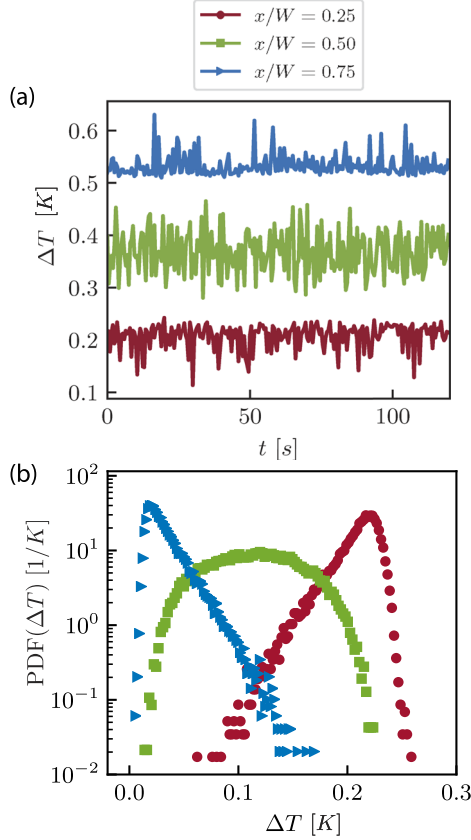 x/W = 0.25
x/W = 0.50
x/W = 0.75
(a)
0.6
0.5
0.4
0.3
0.2
0.1
ΔT [K]
0 50 100
t [s]
(b)
10² 
10¹
10⁰
10⁻¹
10⁻²
PDF(ΔT) [1/K]
0.0 0.1 0.2 0.3
ΔT [K]